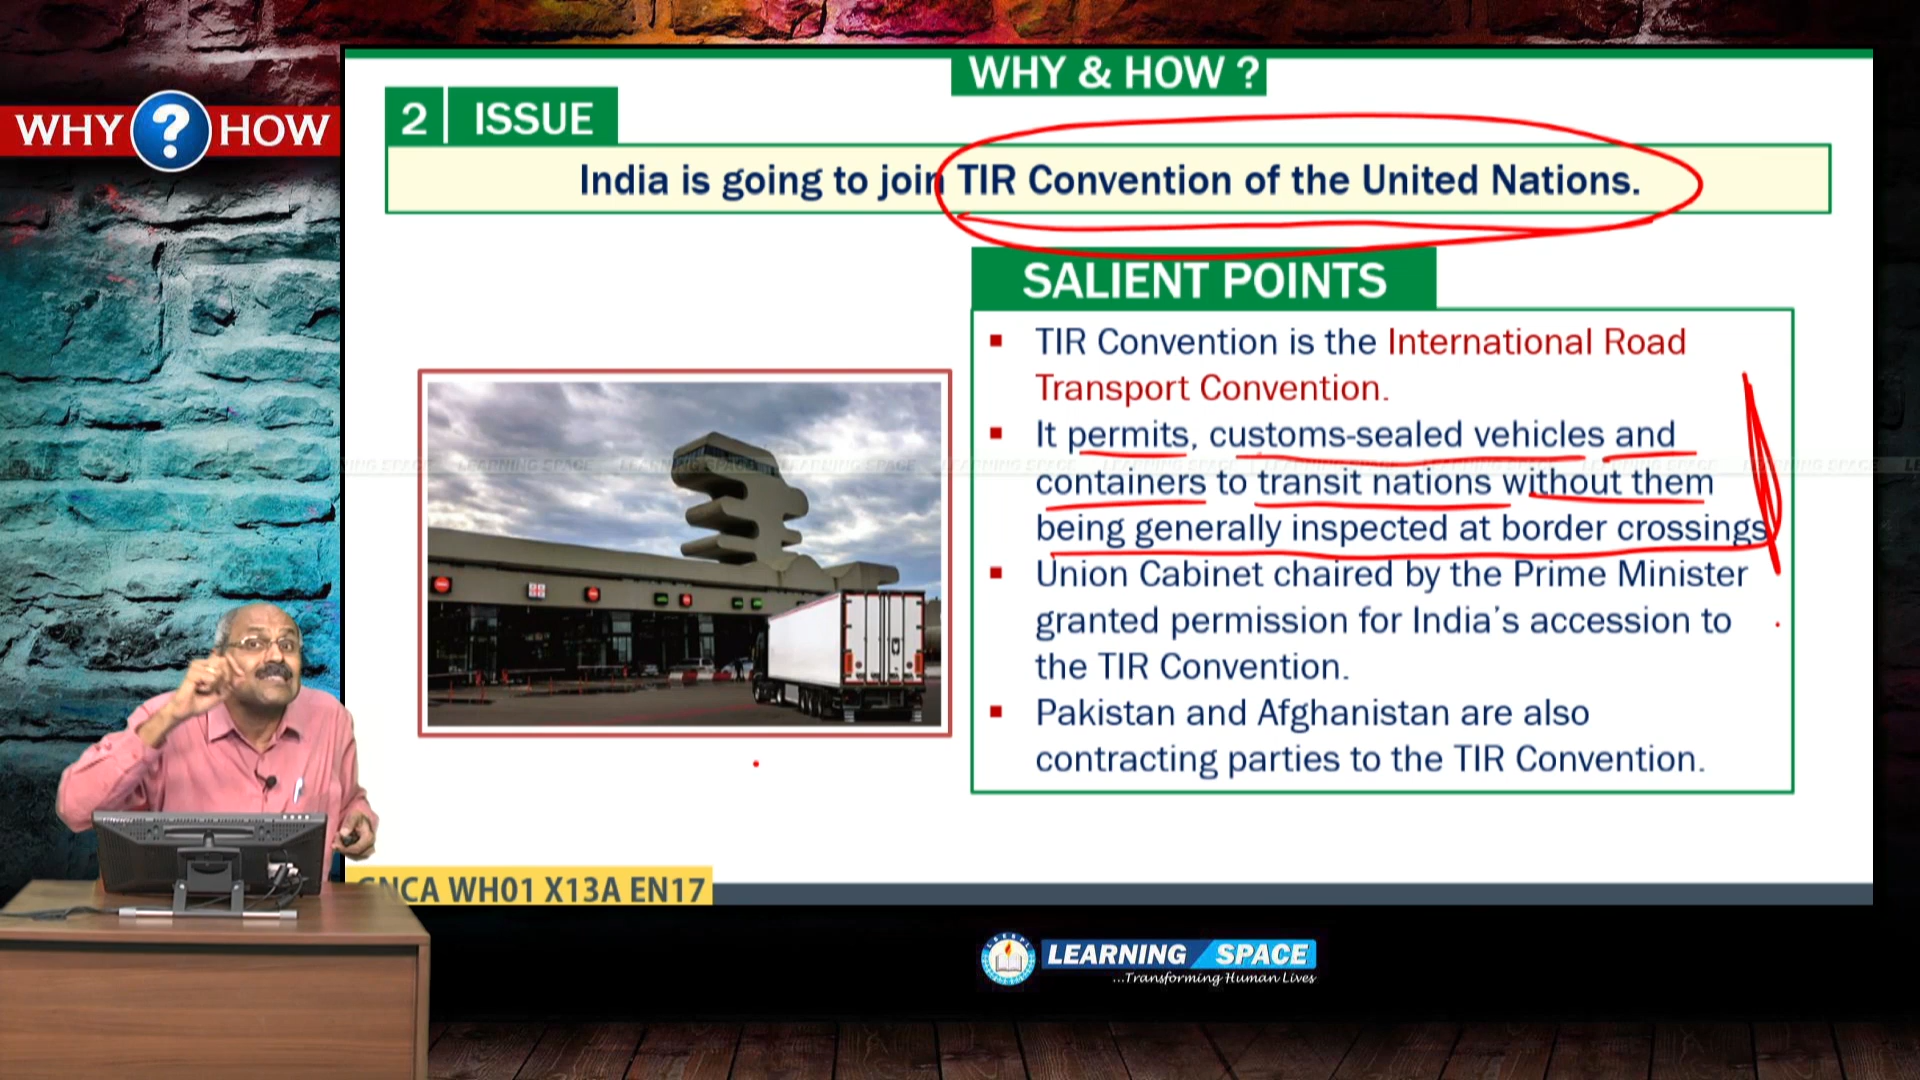 WHY ? HOW
WHY & HOW ?
2 ISSUE
India is going to join TIR Convention of the United Nations.
SALIENT POINTS
TIR Convention is the International Road
Transport Convention.
It permits, customs-sealed vehicles and
containers to transit nations without them
being generally inspected at border crossings
Union Cabinet chaired by the Prime Minister
granted permission for India's accession to
the TIR Convention.
Pakistan and Afghanistan are also
contracting parties to the TIR Convention.
LEARNING SPACE
CNCA WH01 X13A EN17
LEARNING SPACE
...Transforming Human Lives